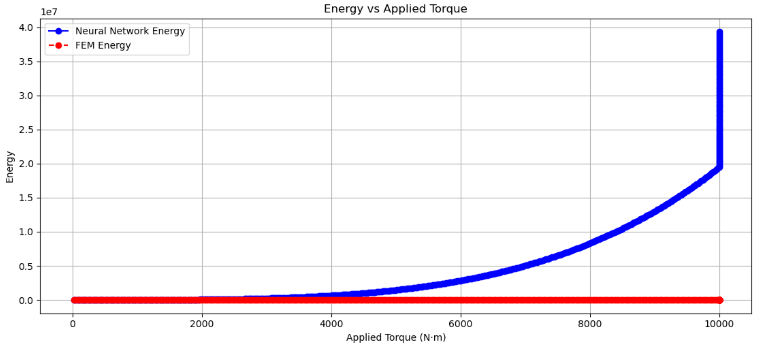 Energy vs Applied Torque
1e7
Neural Network Energy
FEM Energy
4.0
3.5
3.0
2.5
2.0
1.5
1.0
0.5
0.0
Energy
0 2000 4000 6000 8000 10000
Applied Torque (N·m)